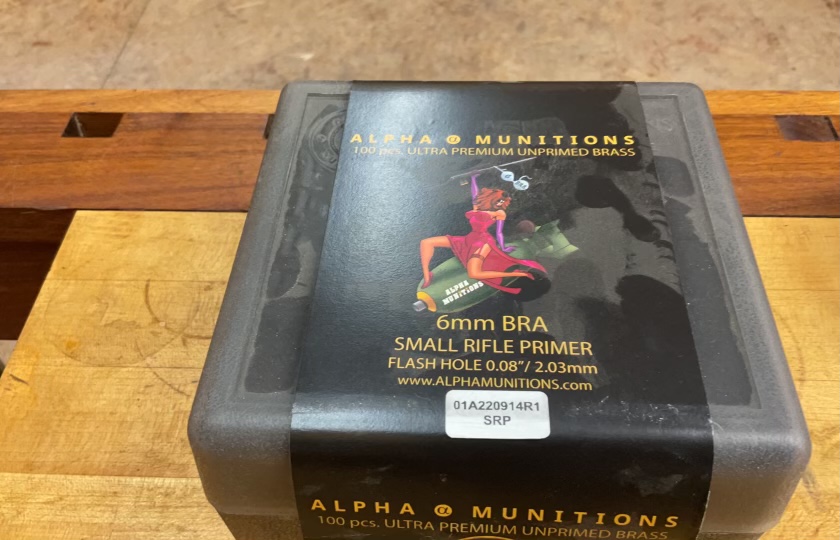 ALPHA α MUNITIONS
100 pcs. ULTRA PREMIUM UNPRIMED BRASS
ALPHA
MUNITIONS
6mm BRA
SMALL RIFLE PRIMER
FLASH HOLE 0.08"/ 2.03mm
www.ALPHAMUNITIONS.com
01A220914R1
SRP
ALPHA α MUNITIONS
100 pcs. ULTRA PREMIUM UNPRIMED BRASS